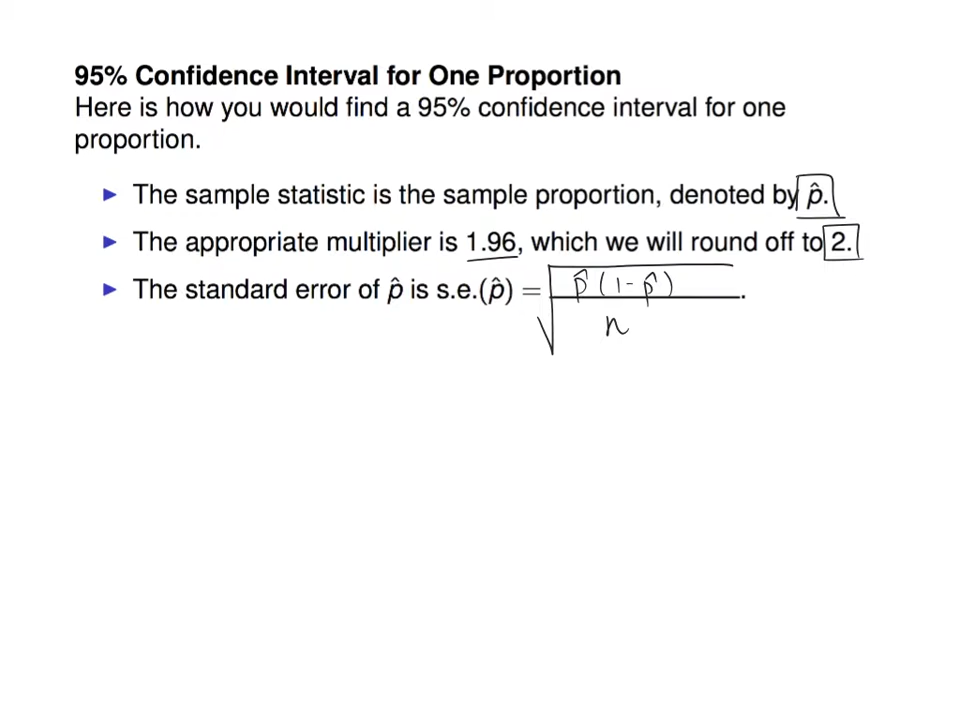 95% Confidence Interval for One Proportion
Here is how you would find a 95% confidence interval for one
proportion.
▶ The sample statistic is the sample proportion, denoted by p̂.
▶ The appropriate multiplier is 1.96, which we will round off to 2.
▶ The standard error of p̂ is s.e.(p̂) = √ p̂(1-p̂) .
n